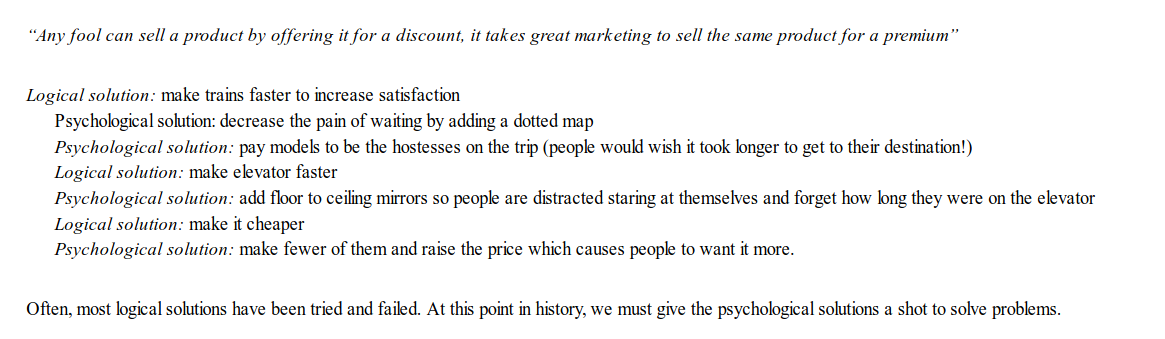 “Any fool can sell a product by offering it for a discount, it takes great marketing to sell the same product for a premium”
Logical solution: make trains faster to increase satisfaction
Psychological solution: decrease the pain of waiting by adding a dotted map
Psychological solution: pay models to be the hostesses on the trip (people would wish it took longer to get to their destination!)
Logical solution: make elevator faster
Psychological solution: add floor to ceiling mirrors so people are distracted staring at themselves and forget how long they were on the elevator
Logical solution: make it cheaper
Psychological solution: make fewer of them and raise the price which causes people to want it more.
Often, most logical solutions have been tried and failed. At this point in history, we must give the psychological solutions a shot to solve problems.